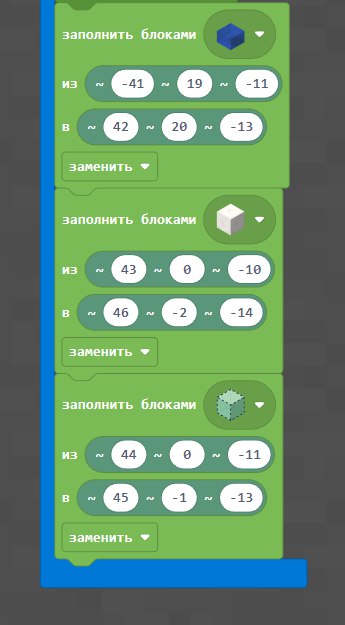 заполнить блоками
из ~ -41 ~ 19 ~ -11
в ~ 42 ~ 20 ~ -13
заменить
заполнить блоками
из ~ 43 ~ 0 ~ -10
в ~ 46 ~ -2 ~ -14
заменить
заполнить блоками
из ~ 44 ~ 0 ~ -11
в ~ 45 ~ -1 ~ -13
заменить